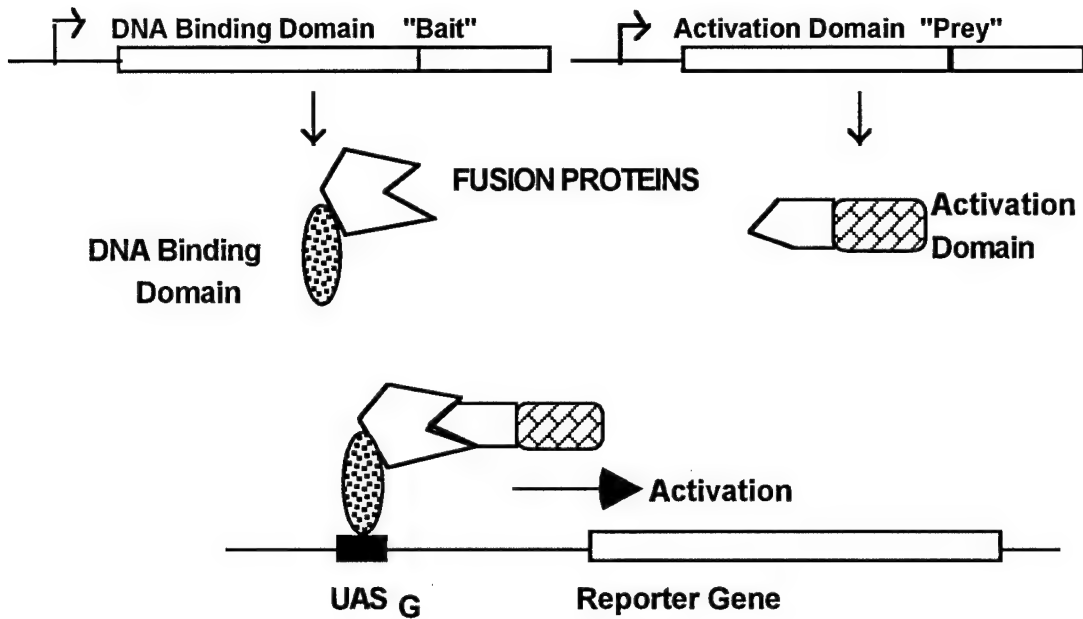 DNA Binding Domain "Bait"
Activation Domain "Prey"
FUSION PROTEINS
DNA Binding
Domain
Activation
Domain
Activation
UAS G
Reporter Gene